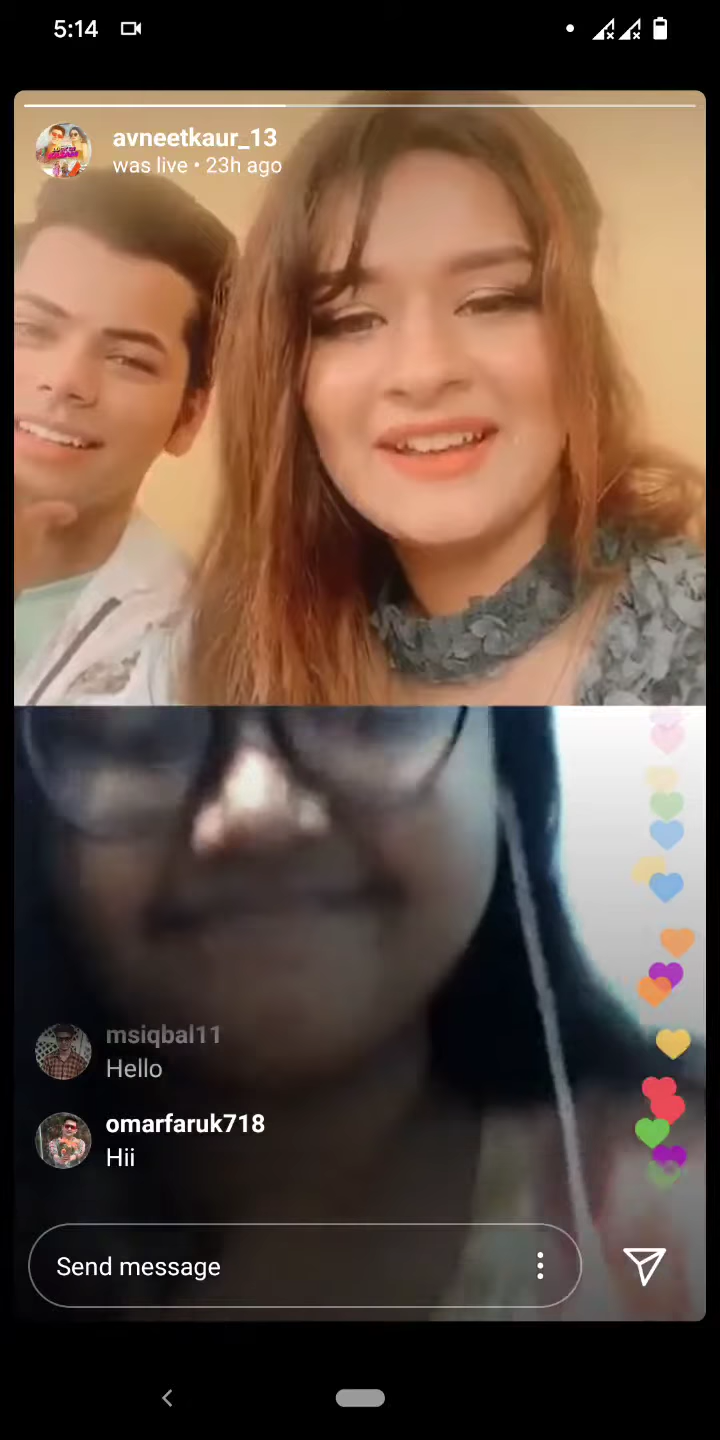 5:14
avneetkaur_13
was live • 23h ago
msiqbal11
Hello
omarfaruk718
Hii
Send message